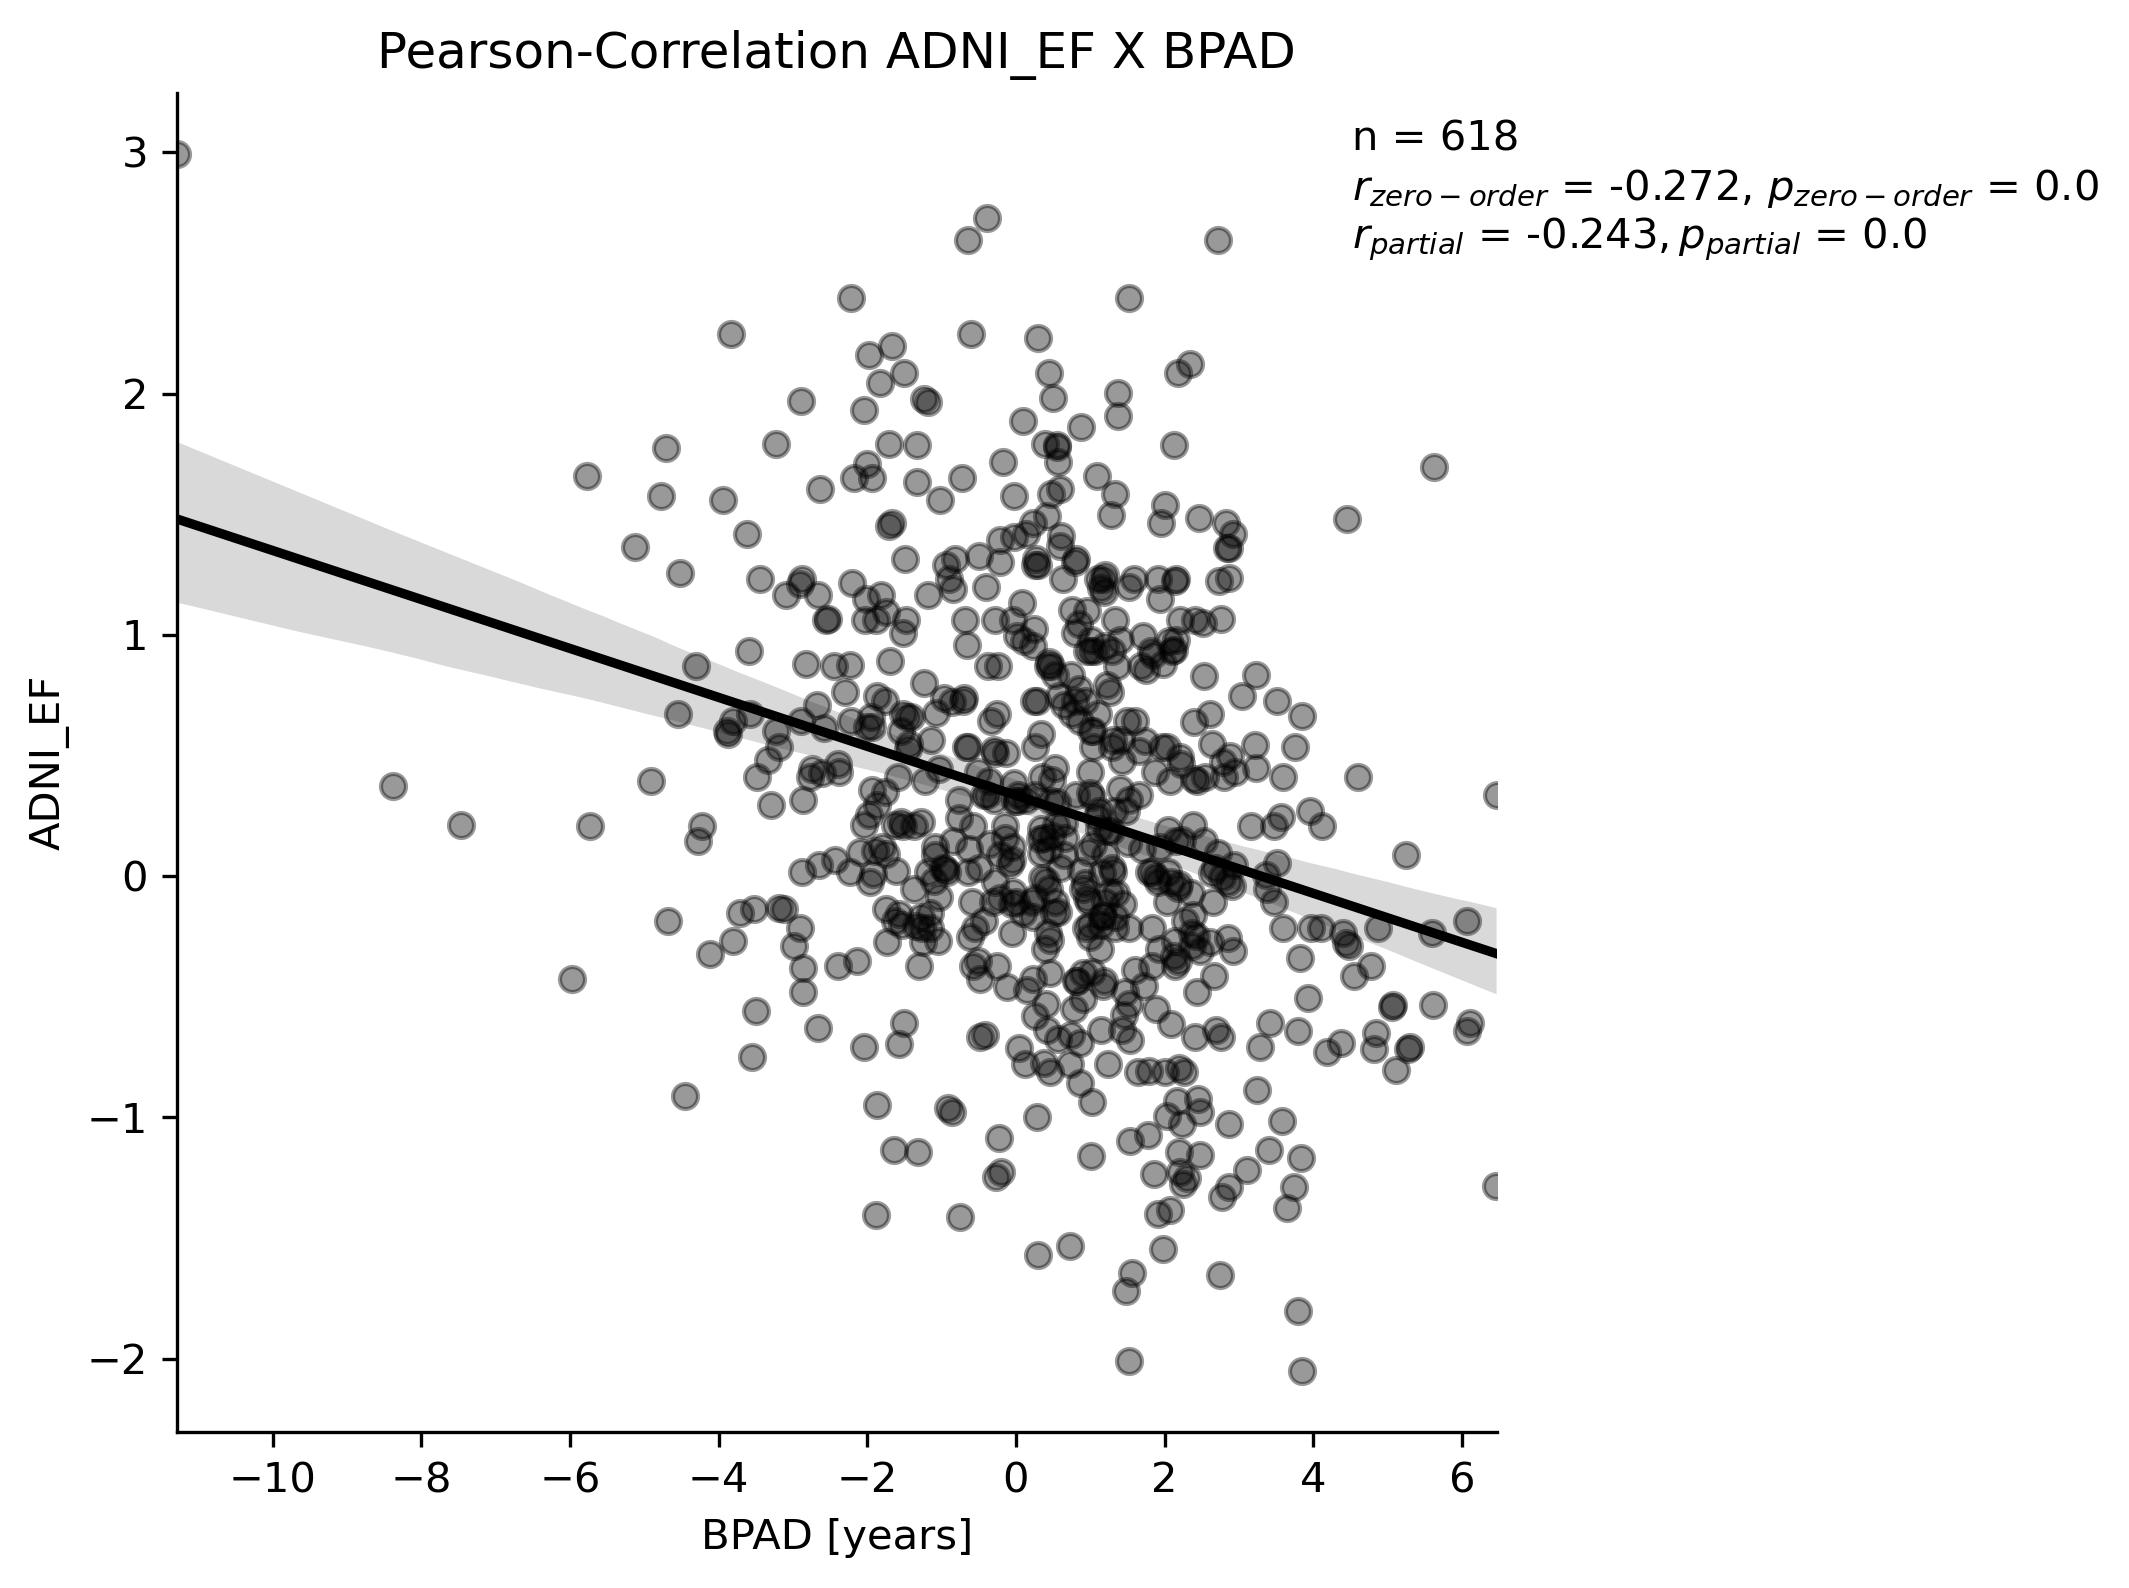 Pearson-Correlation ADNI_EF X BPAD
n = 618
r_zero−order = -0.272, p_zero−order = 0.0
r_partial = -0.243, p_partial = 0.0
3
2
1
0
−1
−2
ADNI_EF
−10 −8 −6 −4 −2 0 2 4 6
BPAD [years]